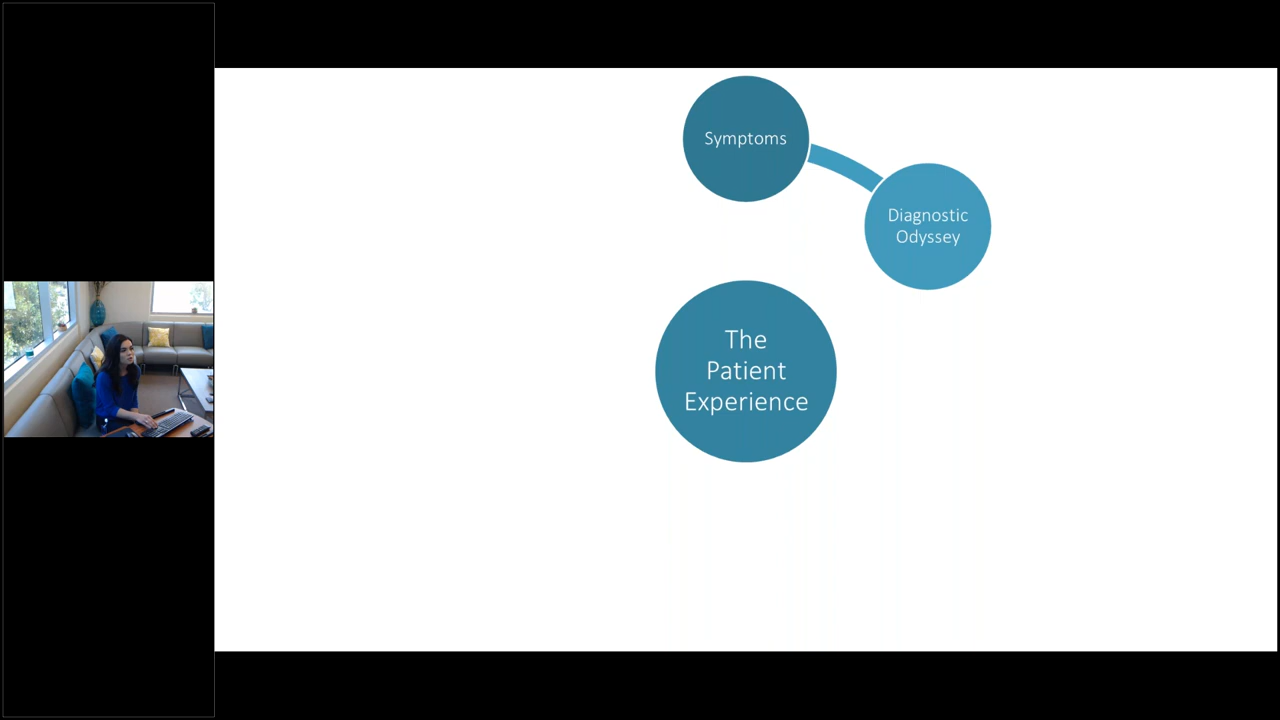 Symptoms
Diagnostic
Odyssey
The
Patient
Experience